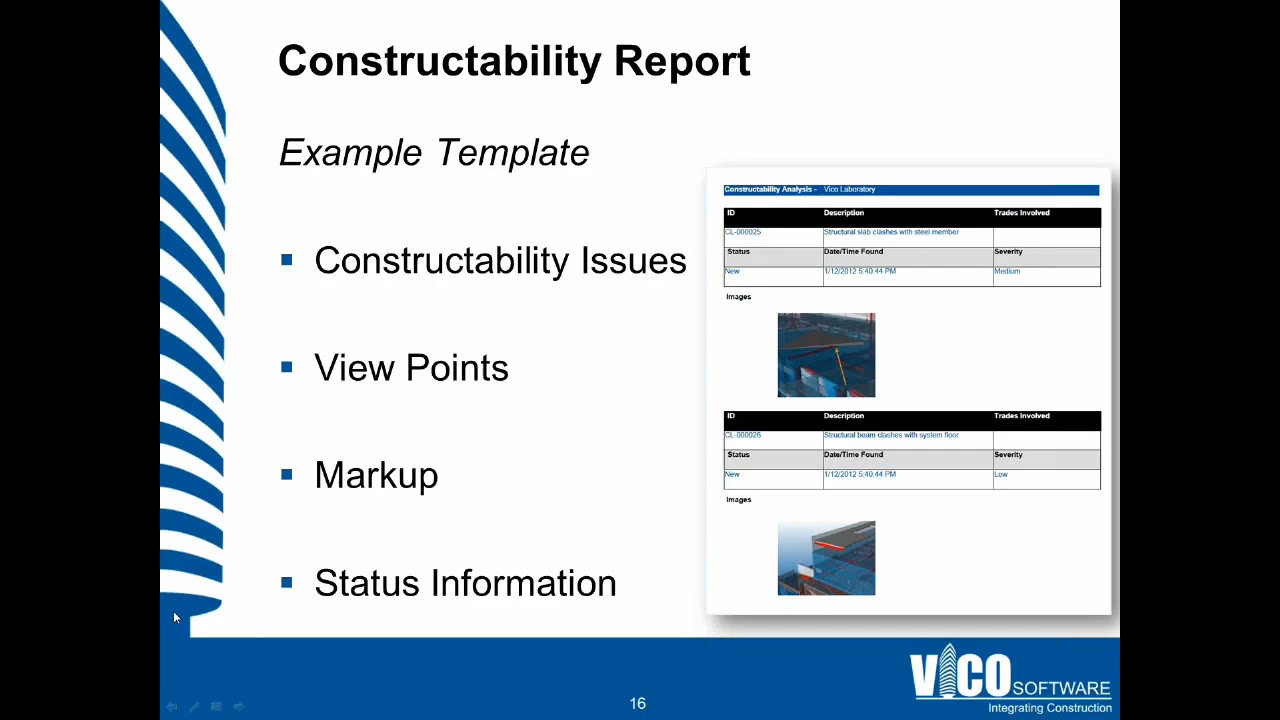 Constructability Report
Example Template
Constructability Issues
View Points
Markup
Status Information
Constructability Analysis - Vico Laboratory
ID Description Trades Involved
CL-000025 Structural slab clashes with steel member
Status Date/Time Found Severity
New 1/12/2012 5:40:44 PM Medium
Images
ID Description Trades Involved
CL-000026 Structural beam clashes with system floor
Status Date/Time Found Severity
New 1/12/2012 5:40:44 PM Low
Images
16
VICO SOFTWARE
Integrating Construction